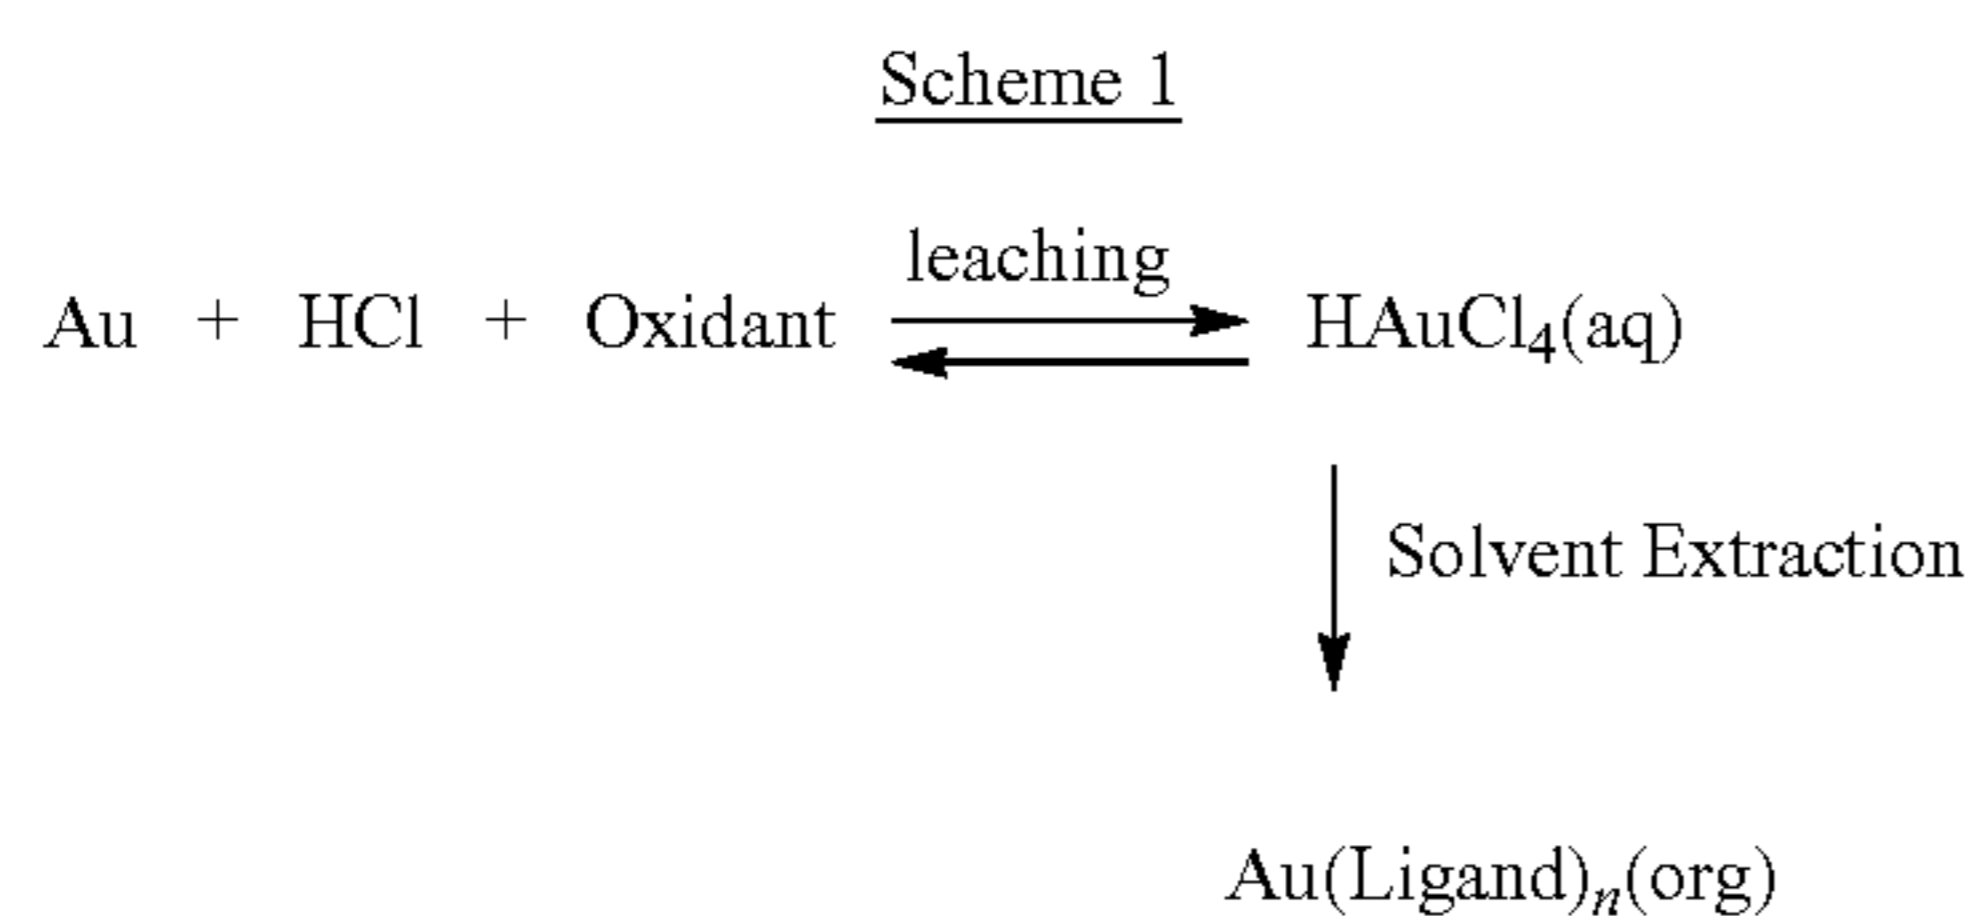 Scheme 1
leaching
Au + HCl + Oxidant HAuCl4(aq)
Solvent Extraction
Au(Ligand)n(org)